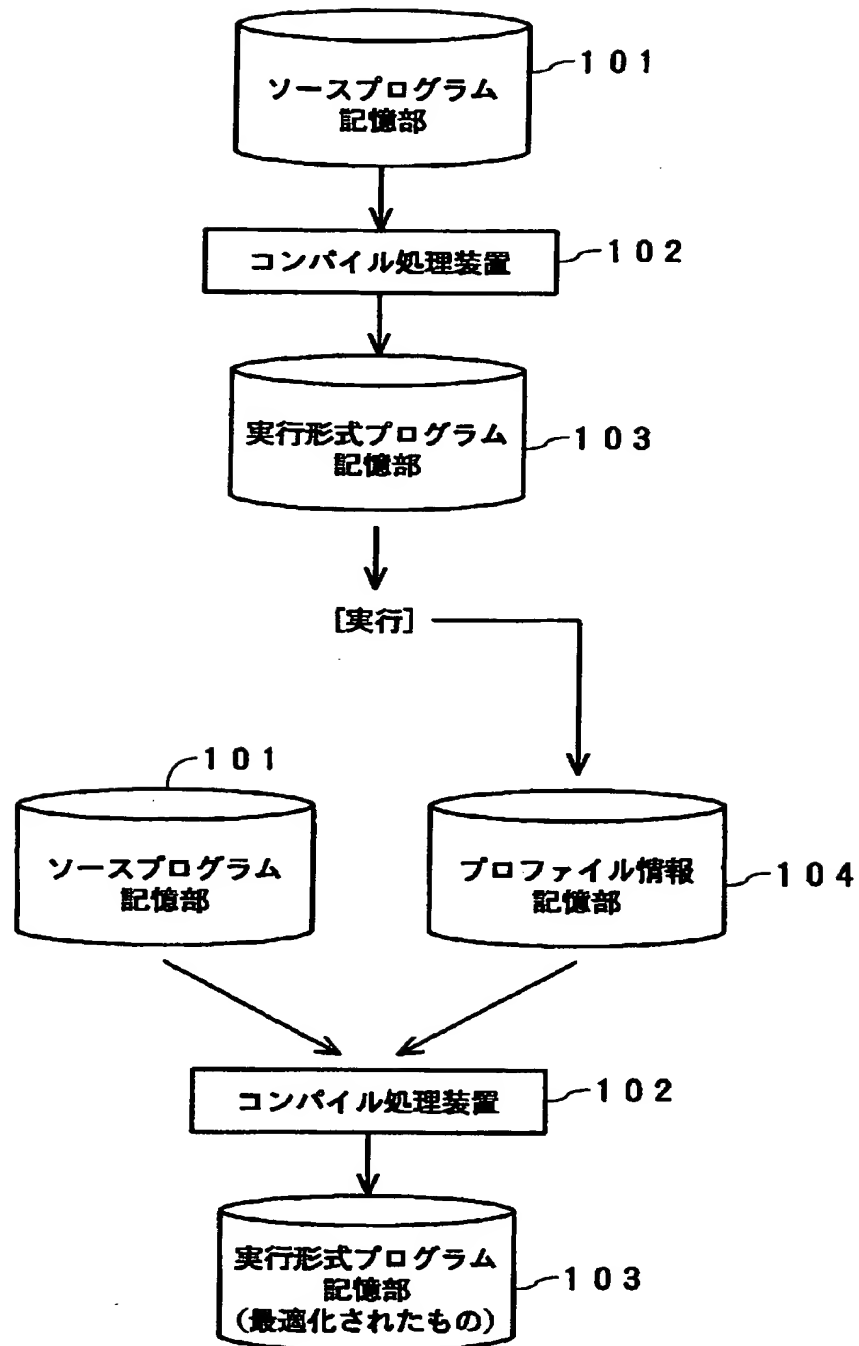 ソースプログラム
記憶部
101
コンパイル処理装置
102
実行形式プログラム
記憶部
103
[実行]
101
ソースプログラム
記憶部
プロファイル情報
記憶部
104
コンパイル処理装置
102
実行形式プログラム
記憶部
(最適化されたもの)
103